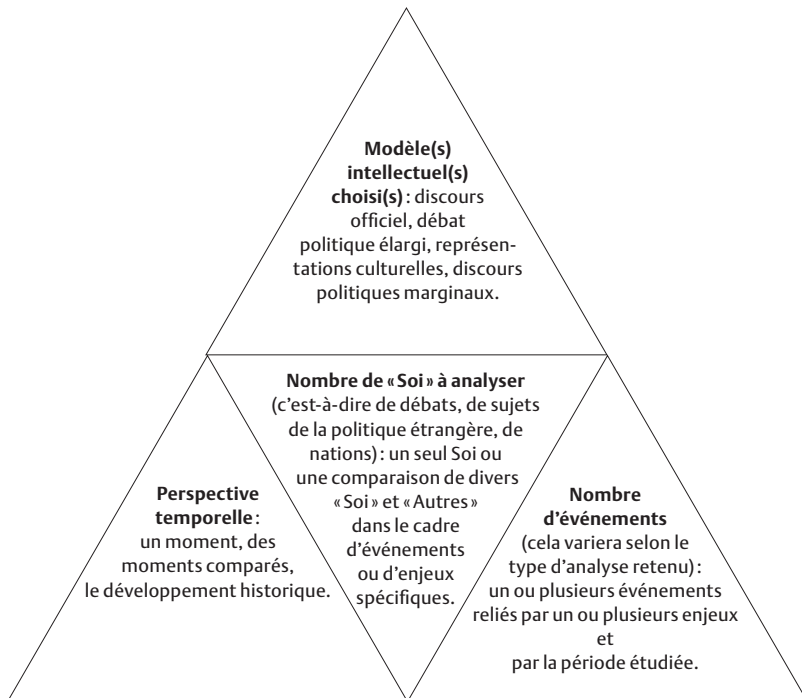 Modèle(s)
intellectuel(s)
choisi(s) : discours
officiel, débat
politique élargi, représen-
tations culturelles, discours
politiques marginaux.
Nombre de « Soi » à analyser
(c'est-à-dire de débats, de sujets
de la politique étrangère, de
nations) : un seul Soi ou
une comparaison de divers
« Soi » et « Autres »
dans le cadre
d'événements
ou d'enjeux
spécifiques.
Perspective
temporelle :
un moment, des
moments comparés,
le développement historique.
Nombre
d'événements
(cela variera selon le
type d'analyse retenu) :
un ou plusieurs événements
reliés par un ou plusieurs enjeux
et
par la période étudiée.